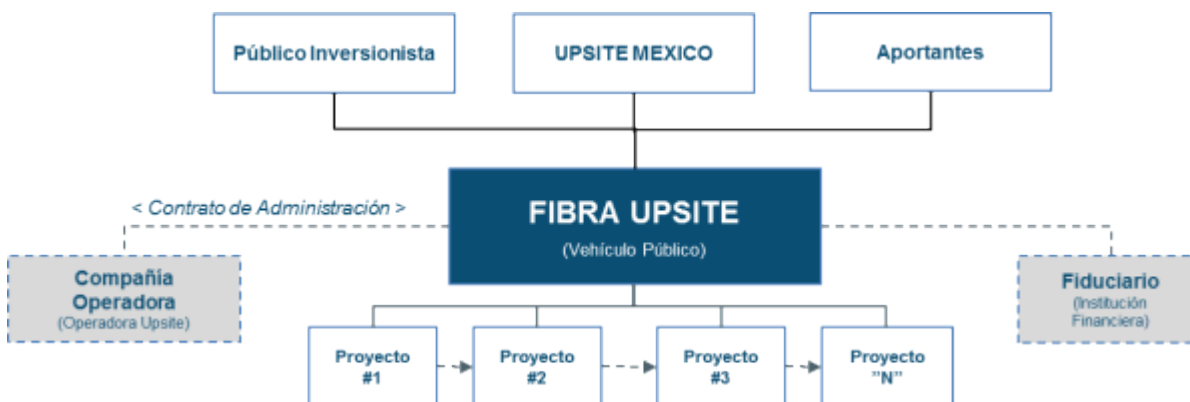 Público Inversionista
UPSITE MEXICO
Aportantes
FIBRA UPSITE
(Vehículo Público)
< Contrato de Administración >
Compañía
Operadora
(Operadora Upsite)
Fiduciario
(Institución
Financiera)
Proyecto
#1
Proyecto
#2
Proyecto
#3
Proyecto
”N”